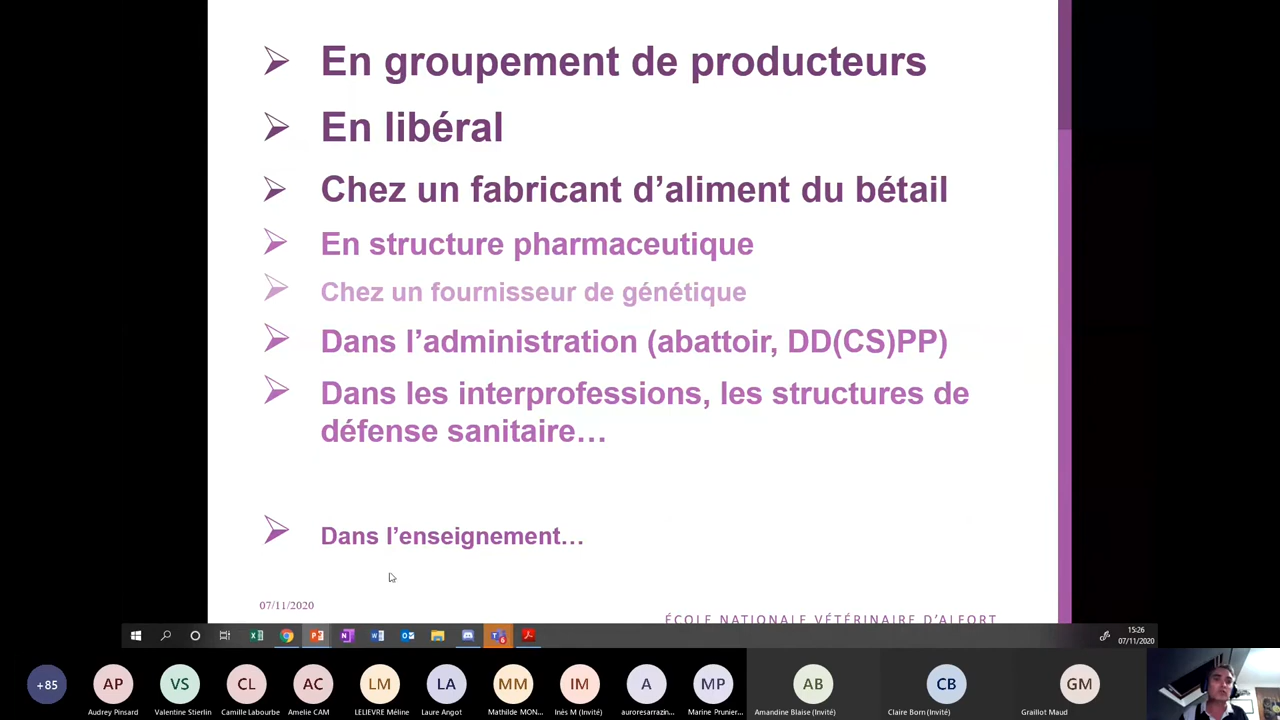 En groupement de producteurs
En libéral
Chez un fabricant d’aliment du bétail
En structure pharmaceutique
Chez un fournisseur de génétique
Dans l’administration (abattoir, DD(CS)PP)
Dans les interprofessions, les structures de
défense sanitaire…
Dans l’enseignement…
07/11/2020
ÉCOLE NATIONALE VÉTÉRINAIRE D’ALFORT
15:26
07/11/2020
+85 AP VS CL AC LM LA MM IM A MP AB CB GM
Audrey Pinsard Valentine Stierlin Camille Labourbe Amelie CAM LELIEVRE Méline Laure Angot Mathilde MON... Inès M (Invité) auroresarrazin... Marine Prunier... Amandine Blaise (Invité) Claire Born (Invité) Graillot Maud